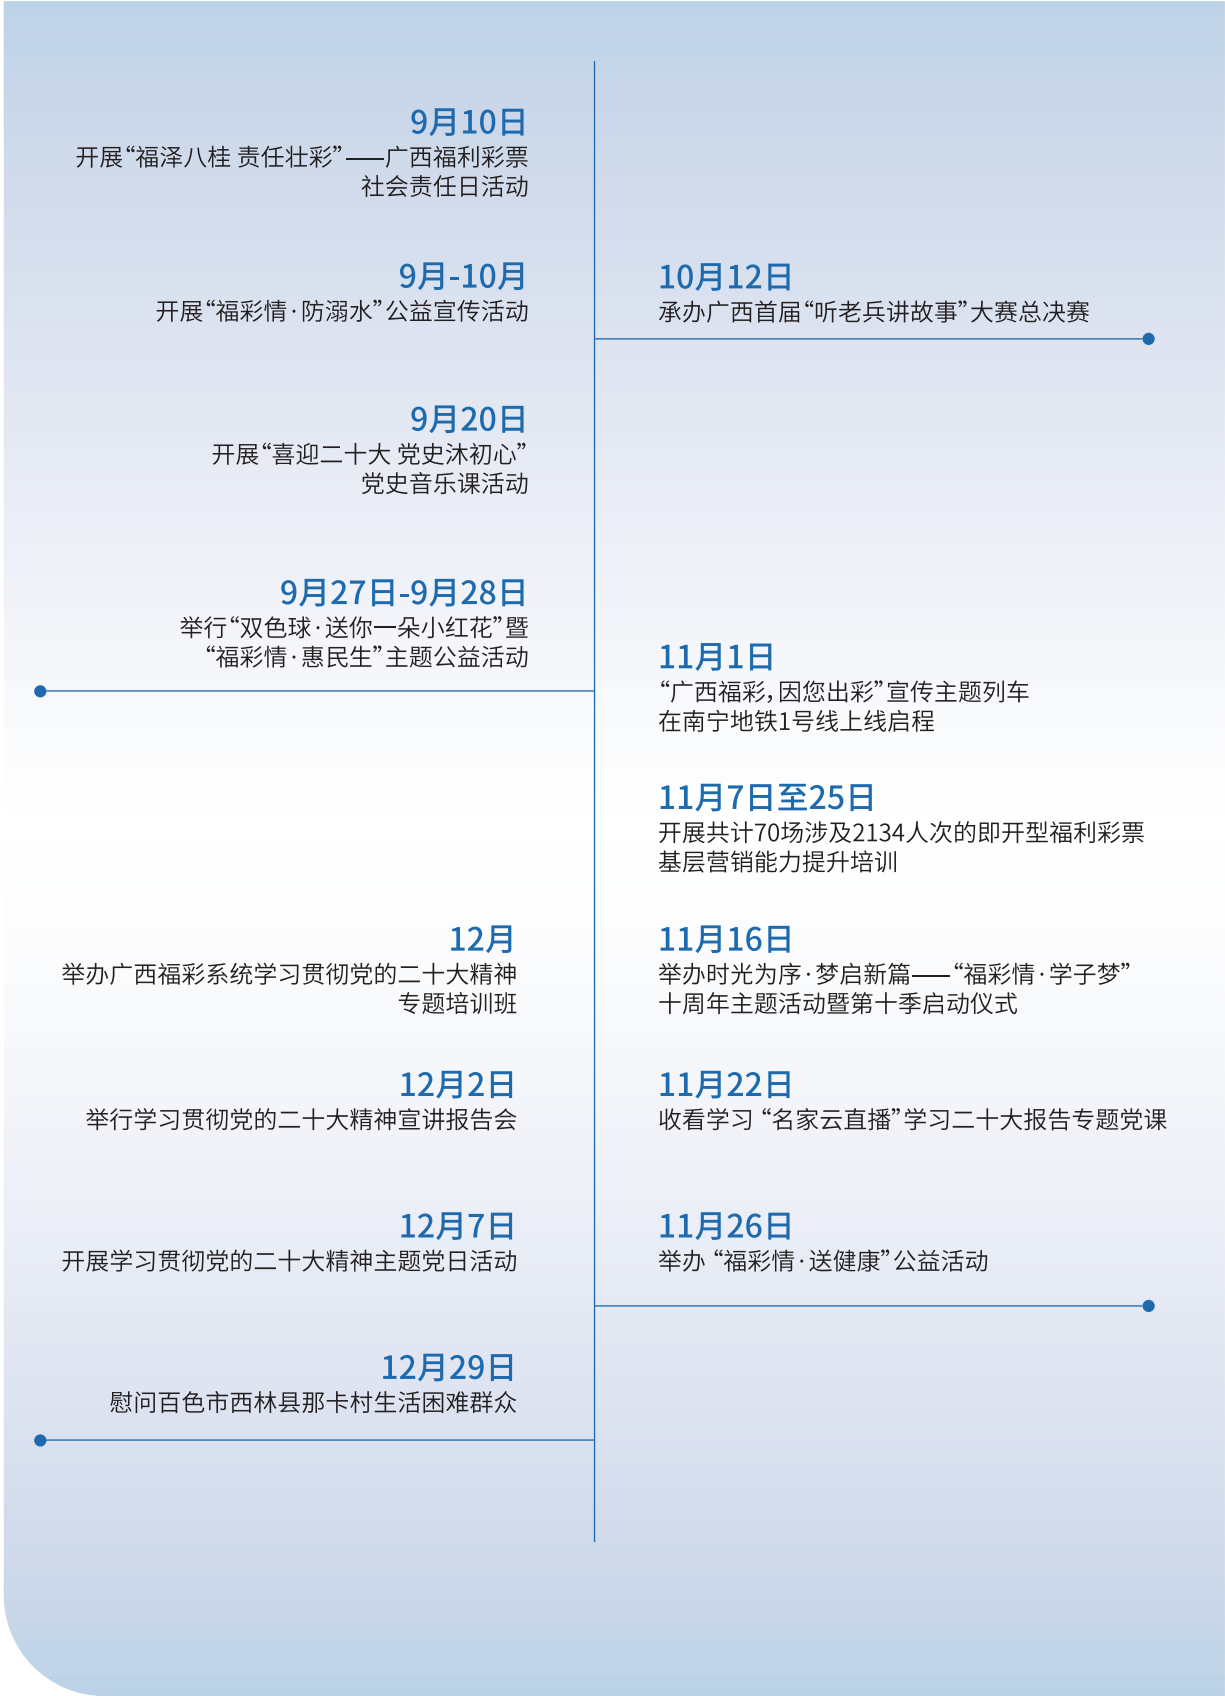 9月10日
开展“福泽八桂 责任壮彩”——广西福利彩票
社会责任日活动
9月-10月
开展“福彩情·防溺水”公益宣传活动
9月20日
开展“喜迎二十大 党史沐初心”
党史音乐课活动
9月27日-9月28日
举行“双色球·送你一朵小红花”暨
“福彩情·惠民生”主题公益活动
10月12日
承办广西首届“听老兵讲故事”大赛总决赛
11月1日
“广西福彩，因您出彩”宣传主题列车
在南宁地铁1号线上线启程
11月7日至25日
开展共计70场涉及2134人次的即开型福利彩票
基层营销能力提升培训
11月16日
举办时光为序·梦启新篇——“福彩情·学子梦”
十周年主题活动暨第十季启动仪式
11月22日
收看学习 “名家云直播”学习二十大报告专题党课
11月26日
举办 “福彩情·送健康”公益活动
12月
举办广西福彩系统学习贯彻党的二十大精神
专题培训班
12月2日
举行学习贯彻党的二十大精神宣讲报告会
12月7日
开展学习贯彻党的二十大精神主题党日活动
12月29日
慰问百色市西林县那卡村生活困难群众